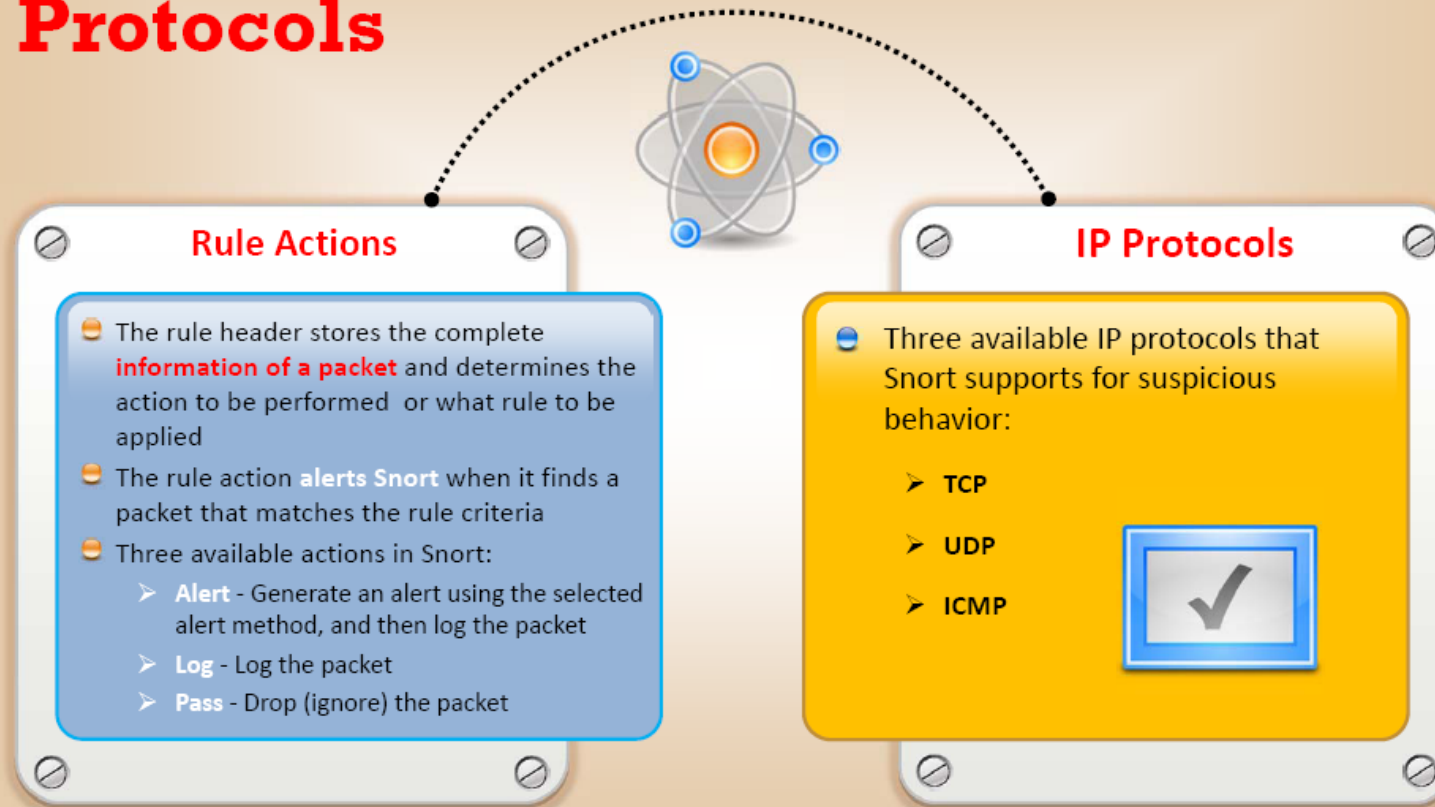 Protocols
Rule Actions
The rule header stores the complete
information of a packet and determines the
action to be performed or what rule to be
applied
The rule action alerts Snort when it finds a
packet that matches the rule criteria
Three available actions in Snort:
Alert - Generate an alert using the selected
alert method, and then log the packet
Log - Log the packet
Pass - Drop (ignore) the packet
IP Protocols
Three available IP protocols that
Snort supports for suspicious
behavior:
TCP
UDP
ICMP